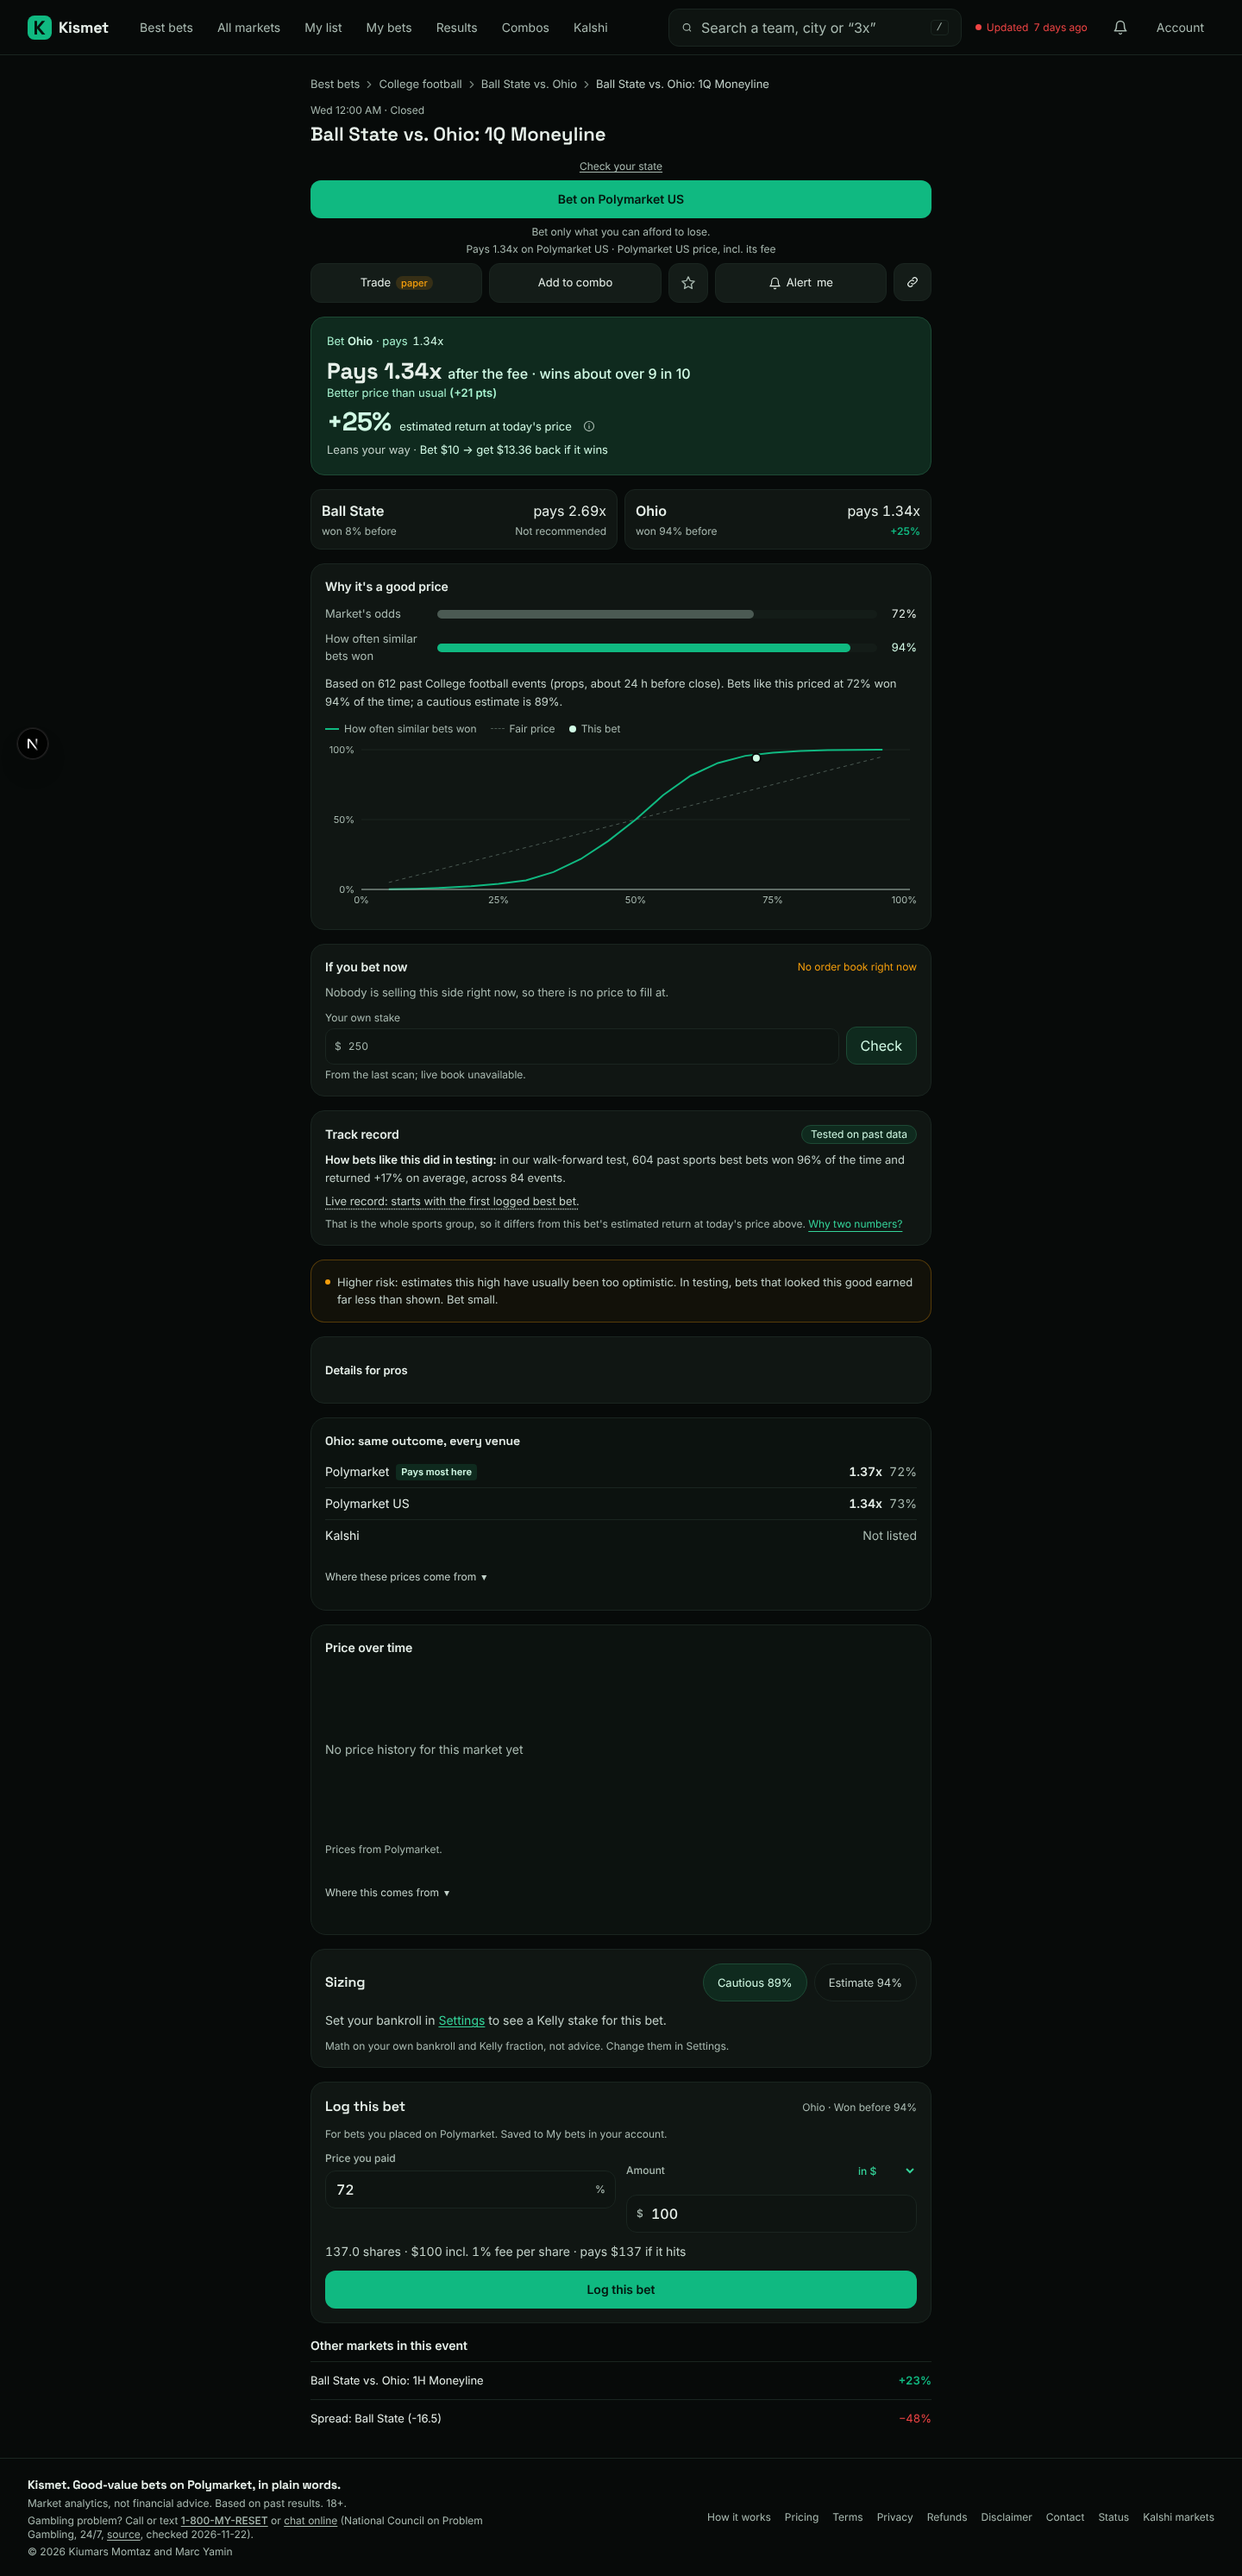 Kismet
Best bets
All markets
My list
My bets
Results
Combos
Kalshi
Search a team, city or “3x”
/
Updated 7 days ago
Account
Best bets > College football > Ball State vs. Ohio > Ball State vs. Ohio: 1Q Moneyline
Wed 12:00 AM · Closed
Ball State vs. Ohio: 1Q Moneyline
Check your state
Bet on Polymarket US
Bet only what you can afford to lose.
Pays 1.34x on Polymarket US · Polymarket US price, incl. its fee
Trade paper
Add to combo
Alert me
Bet Ohio · pays 1.34x
Pays 1.34x after the fee · wins about over 9 in 10
Better price than usual (+21 pts)
+25% estimated return at today's price
Leans your way · Bet $10 → get $13.36 back if it wins
Ball State pays 2.69x
won 8% before Not recommended
Ohio pays 1.34x
won 94% before +25%
Why it's a good price
Market's odds 72%
How often similar
bets won 94%
Based on 612 past College football events (props, about 24 h before close). Bets like this priced at 72% won
94% of the time; a cautious estimate is 89%.
How often similar bets won Fair price This bet
100%
50%
0%
0% 25% 50% 75% 100%
If you bet now No order book right now
Nobody is selling this side right now, so there is no price to fill at.
Your own stake
$ 250
Check
From the last scan; live book unavailable.
Track record Tested on past data
How bets like this did in testing: in our walk-forward test, 604 past sports best bets won 96% of the time and
returned +17% on average, across 84 events.
Live record: starts with the first logged best bet.
That is the whole sports group, so it differs from this bet's estimated return at today's price above. Why two numbers?
Higher risk: estimates this high have usually been too optimistic. In testing, bets that looked this good earned
far less than shown. Bet small.
Details for pros
Ohio: same outcome, every venue
Polymarket Pays most here 1.37x 72%
Polymarket US 1.34x 73%
Kalshi Not listed
Where these prices come from ▾
Price over time
No price history for this market yet
Prices from Polymarket.
Where this comes from ▾
Sizing Cautious 89% Estimate 94%
Set your bankroll in Settings to see a Kelly stake for this bet.
Math on your own bankroll and Kelly fraction, not advice. Change them in Settings.
Log this bet Ohio · Won before 94%
For bets you placed on Polymarket. Saved to My bets in your account.
Price you paid
72 %
Amount in $
$ 100
137.0 shares · $100 incl. 1% fee per share · pays $137 if it hits
Log this bet
Other markets in this event
Ball State vs. Ohio: 1H Moneyline +23%
Spread: Ball State (-16.5) −48%
Kismet. Good-value bets on Polymarket, in plain words.
Market analytics, not financial advice. Based on past results. 18+.
Gambling problem? Call or text 1-800-MY-RESET or chat online (National Council on Problem
Gambling, 24/7, source, checked 2026-11-22).
© 2026 Kiumars Momtaz and Marc Yamin
How it works Pricing Terms Privacy Refunds Disclaimer Contact Status Kalshi markets